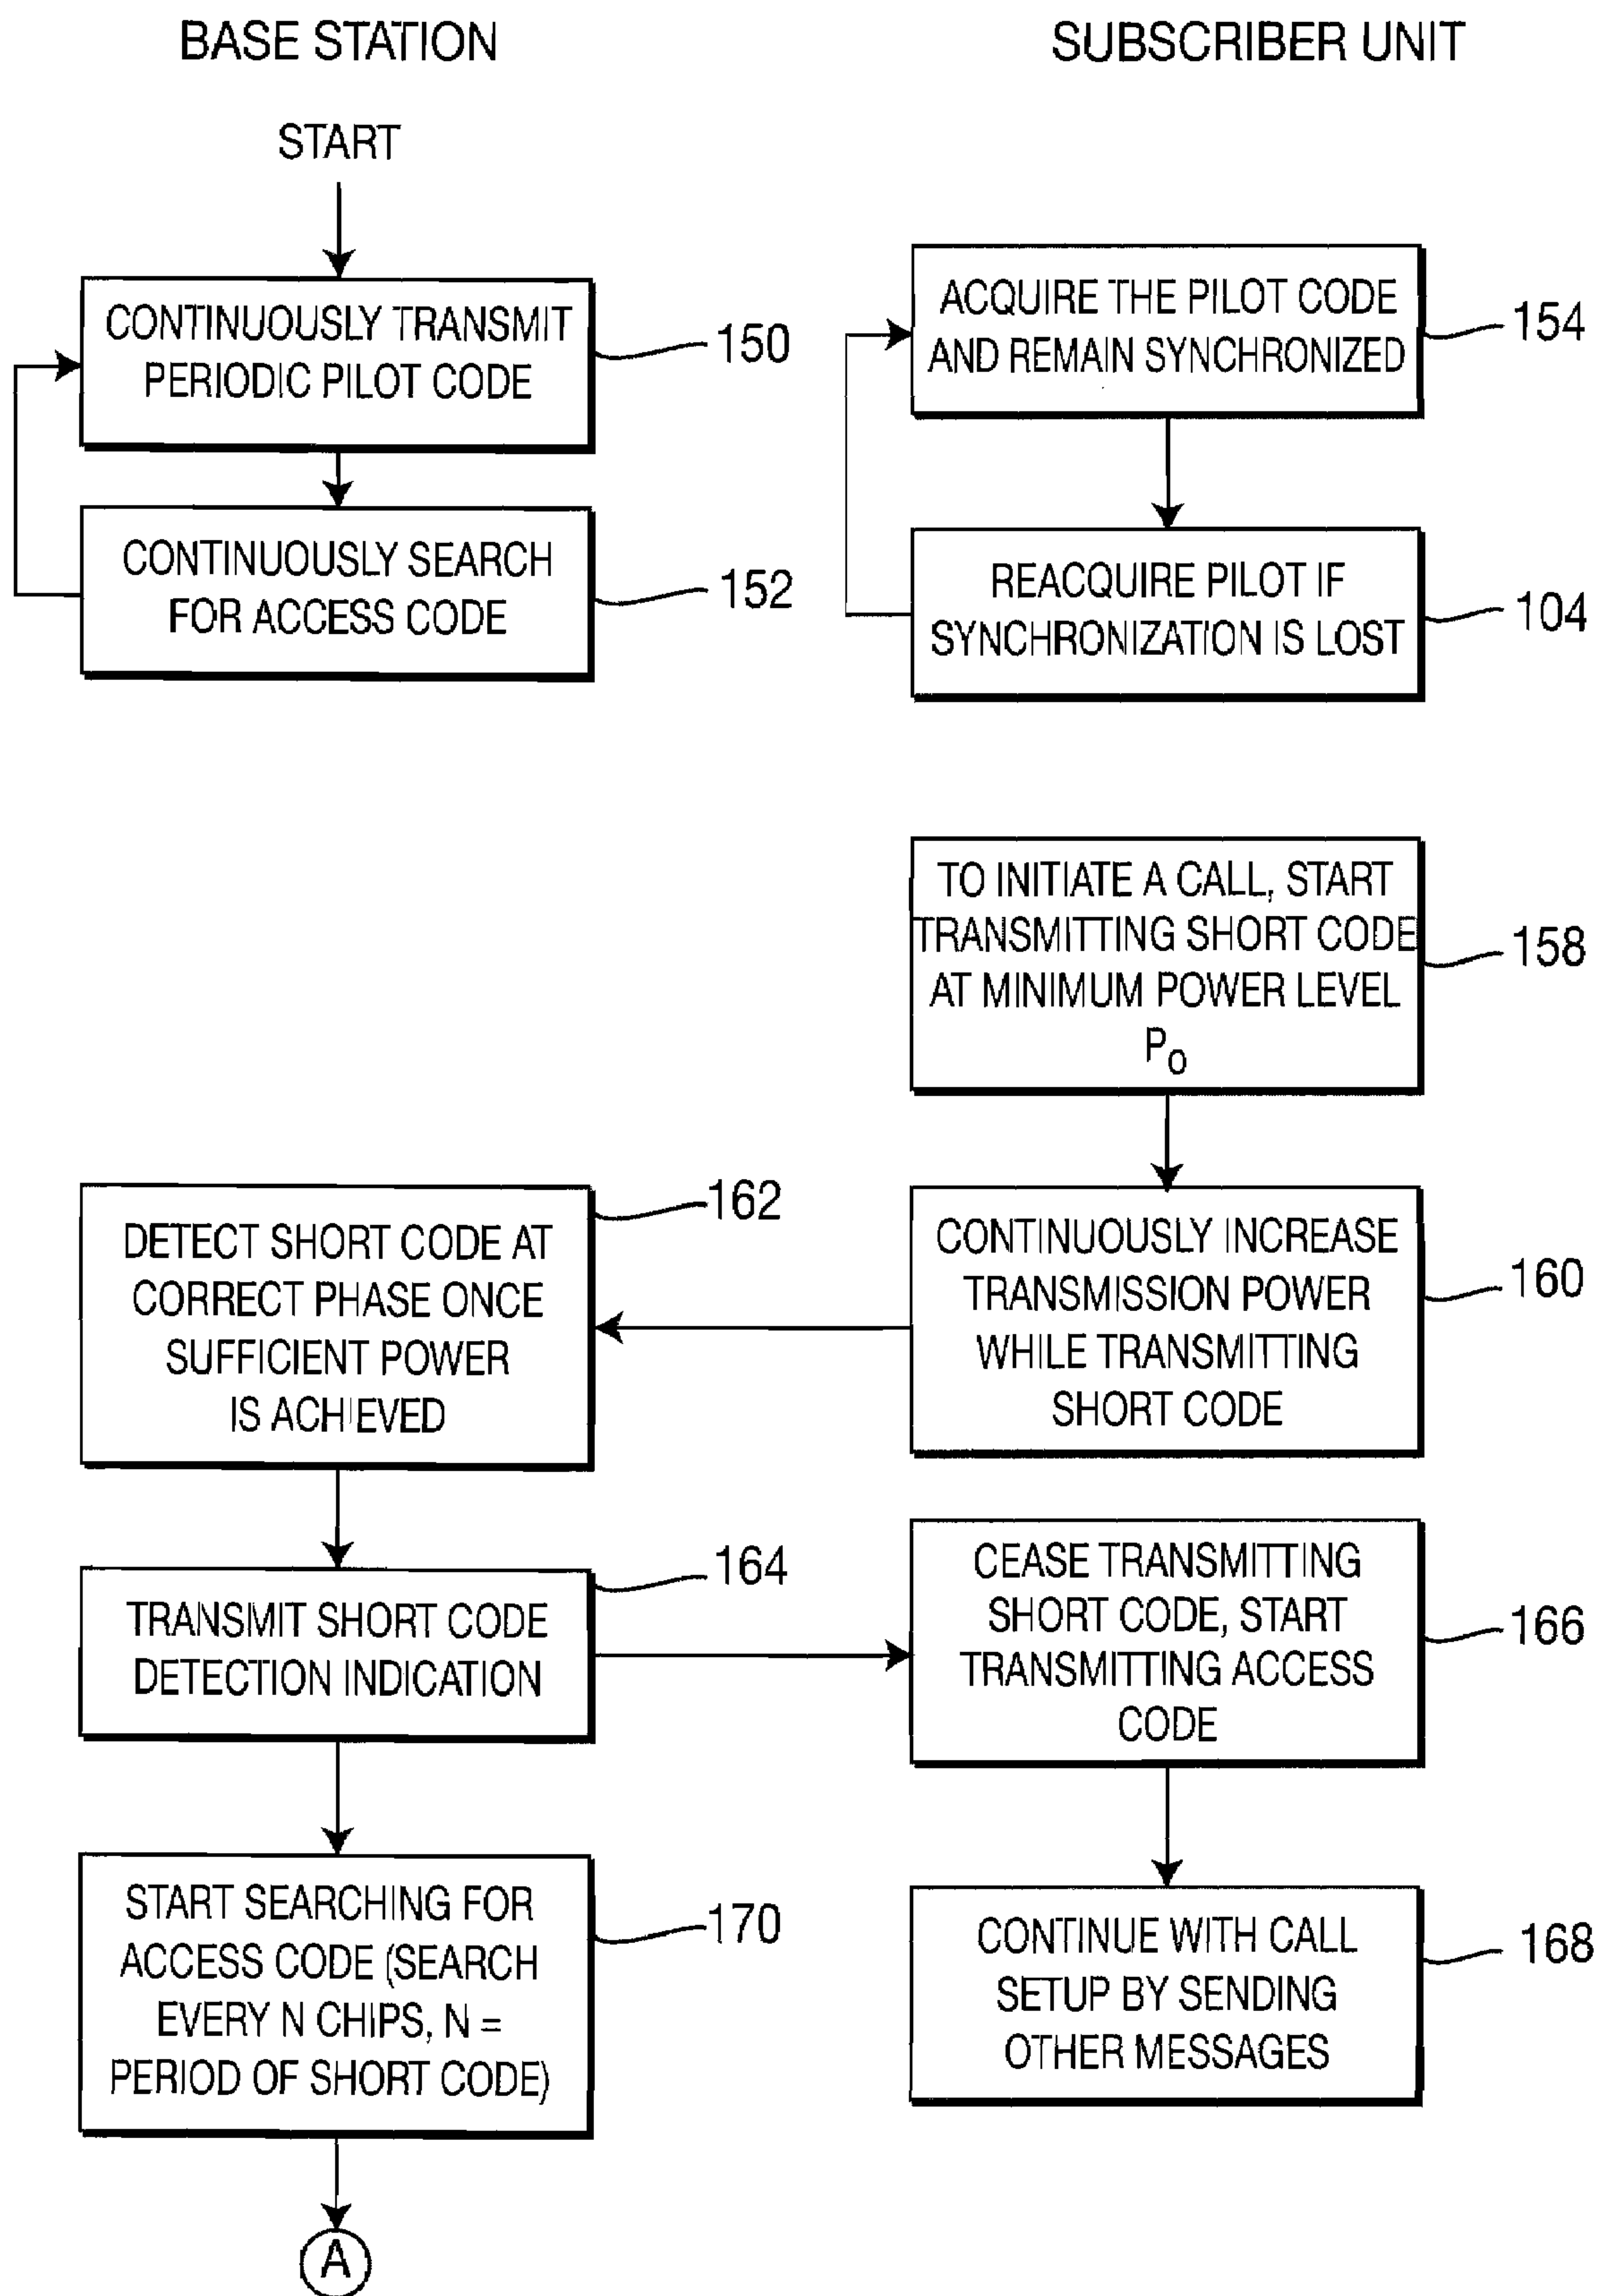 BASE STATION
SUBSCRIBER UNIT
START
CONTINUOUSLY TRANSMIT
PERIODIC PILOT CODE
150
CONTINUOUSLY SEARCH
FOR ACCESS CODE
152
ACQUIRE THE PILOT CODE
AND REMAIN SYNCHRONIZED
154
REACQUIRE PILOT IF
SYNCHRONIZATION IS LOST
104
TO INITIATE A CALL, START
TRANSMITTING SHORT CODE
AT MINIMUM POWER LEVEL
P0
158
CONTINUOUSLY INCREASE
TRANSMISSION POWER
WHILE TRANSMITTING
SHORT CODE
160
DETECT SHORT CODE AT
CORRECT PHASE ONCE
SUFFICIENT POWER
IS ACHIEVED
162
TRANSMIT SHORT CODE
DETECTION INDICATION
164
CEASE TRANSMITTING
SHORT CODE, START
TRANSMITTING ACCESS
CODE
166
START SEARCHING FOR
ACCESS CODE (SEARCH
EVERY N CHIPS, N =
PERIOD OF SHORT CODE)
170
CONTINUE WITH CALL
SETUP BY SENDING
OTHER MESSAGES
168
A